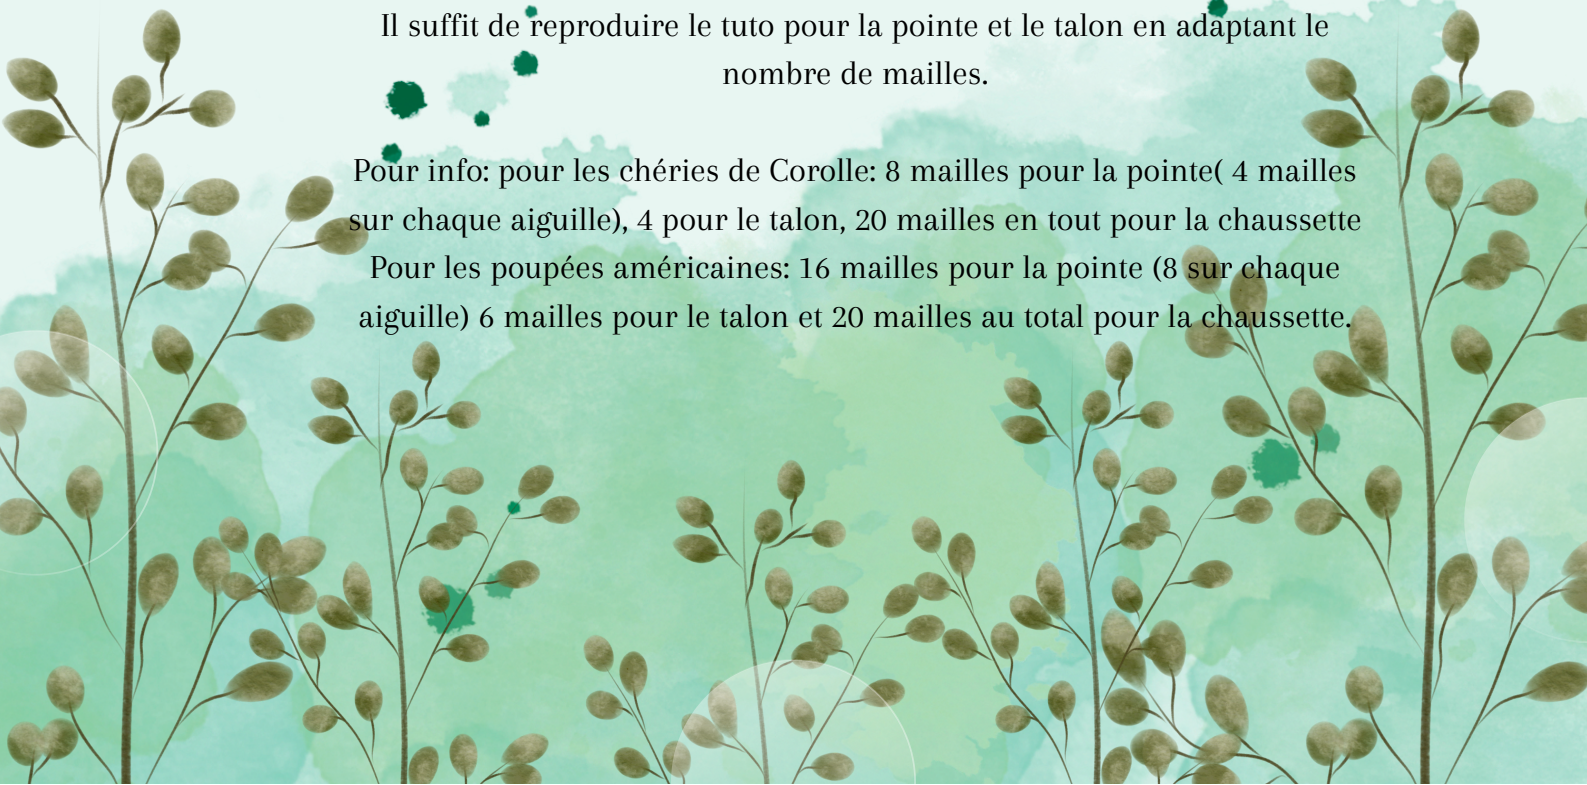 Il suffit de reproduire le tuto pour la pointe et le talon en adaptant le
nombre de mailles.
Pour info: pour les chéries de Corolle: 8 mailles pour la pointe( 4 mailles
sur chaque aiguille), 4 pour le talon, 20 mailles en tout pour la chaussette
Pour les poupées américaines: 16 mailles pour la pointe (8 sur chaque
aiguille) 6 mailles pour le talon et 20 mailles au total pour la chaussette.